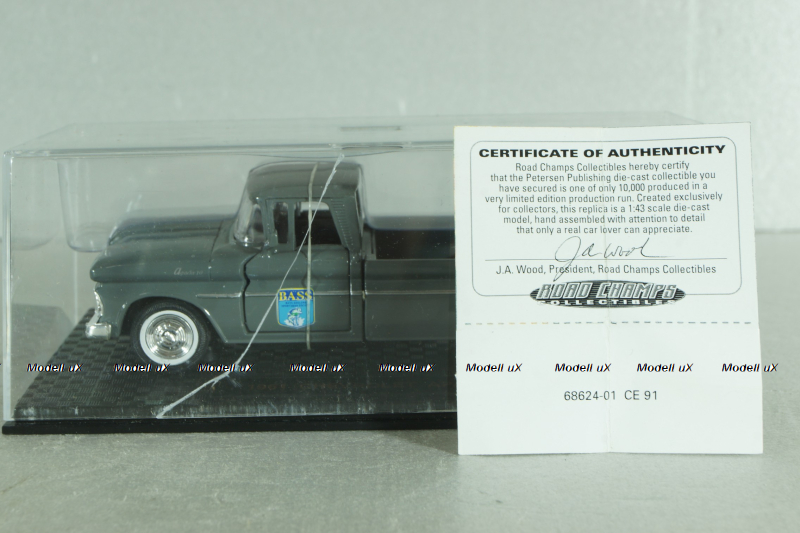 CERTIFICATE OF AUTHENTICITY
Road Champs Collectibles hereby certify
that the Petersen Publishing die-cast collectible you
have secured is one of only 10,000 produced in a
very limited edition production run. Created exclusively
for collectors, this replica is a 1:43 scale die-cast
model, hand assembled with attention to detail
that only a real car lover can appreciate.
J.A. Wood
J.A. Wood, President, Road Champs Collectibles
ROAD CHAMPS
COLLECTIBLES
BASS
Modell uX Modell uX Modell uX Modell uX Modell uX Modell uX Modell uX Modell uX Modell uX
68624-01 CE 91